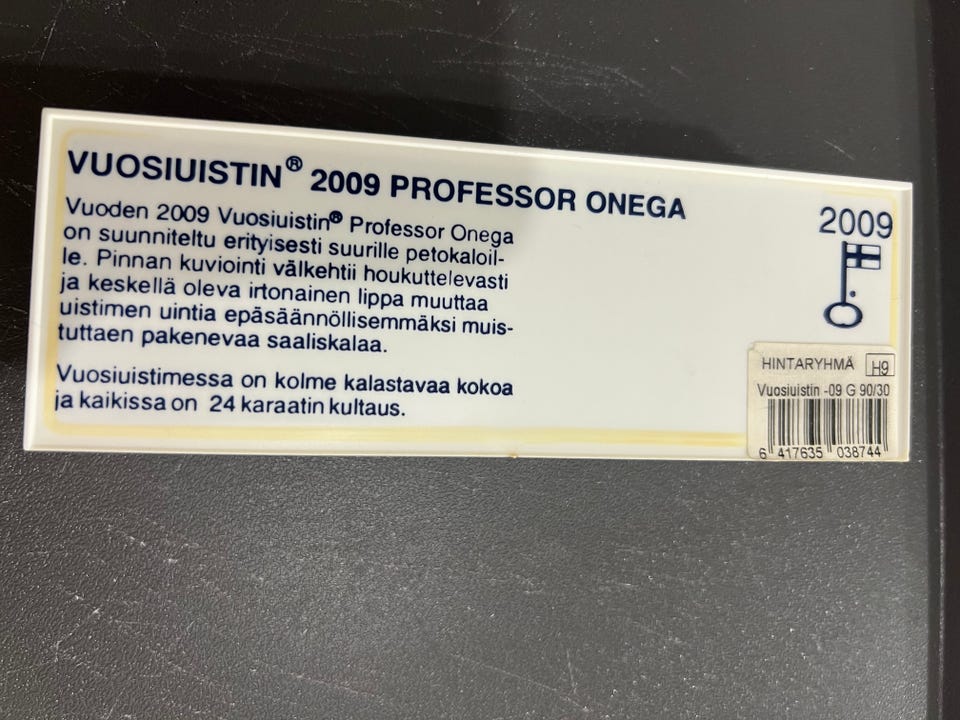 VUOSIUISTIN® 2009 PROFESSOR ONEGA
Vuoden 2009 Vuosiuistin® Professor Onega
on suunniteltu erityisesti suurille petokaloil-
le. Pinnan kuviointi välkehtii houkuttelevasti
ja keskellä oleva irtonainen lippa muuttaa
uistimen uintia epäsäännöllisemmäksi muis-
tuttaen pakenevaa saaliskalaa.
Vuosiuistimessa on kolme kalastavaa kokoa
ja kaikissa on 24 karaatin kultaus.
2009
HINTARYHMÄ H9
Vuosiuistin -09 G 90/30
6 417635 038744